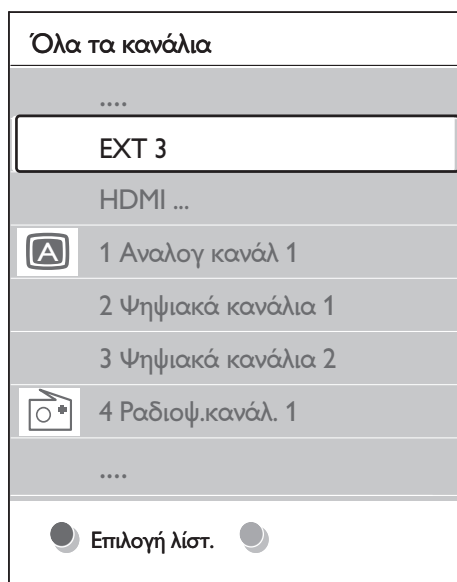 Όλα τα κανάλια
....
EXT 3
HDMI ...
A 1 Αναλογ κανάλ 1
2 Ψηψιακά κανάλια 1
3 Ψηψιακά κανάλια 2
4 Ραδιοψ.κανάλ. 1
....
Επιλογή λίστ.